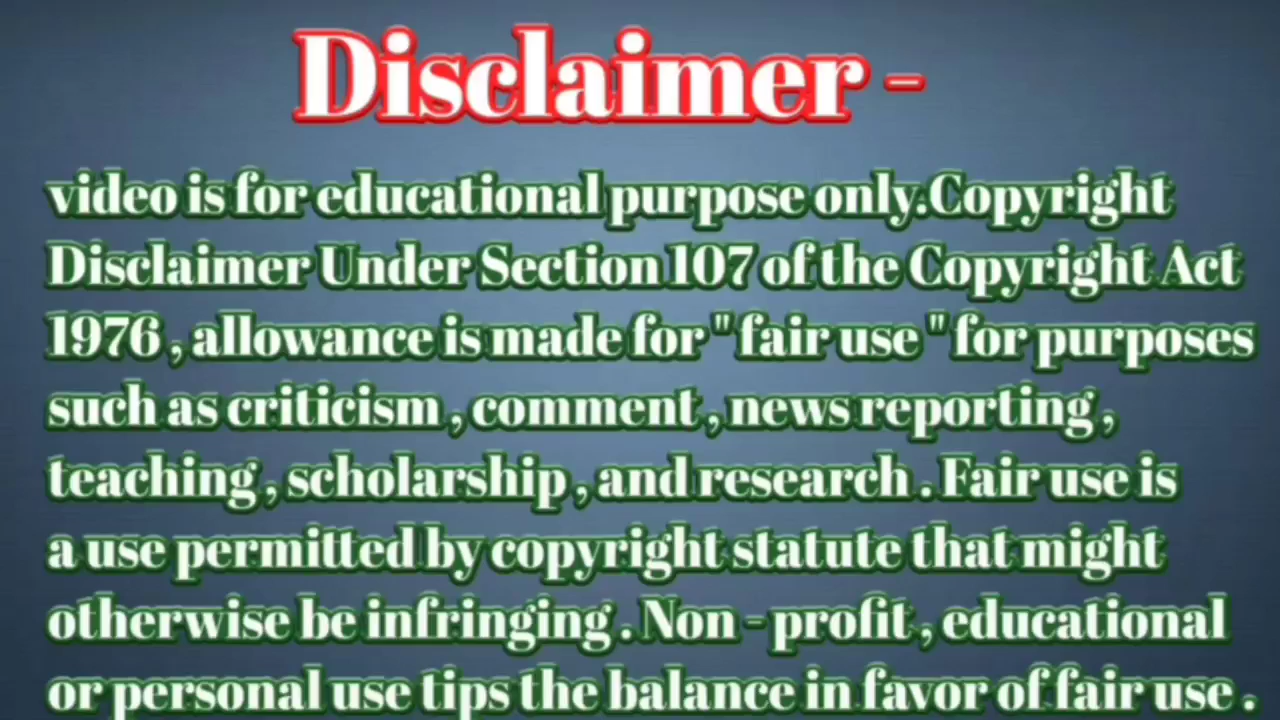 Disclaimer -
video is for educational purpose only.Copyright
Disclaimer Under Section 107 of the Copyright Act
1976 , allowance is made for " fair use " for purposes
such as criticism , comment , news reporting ,
teaching , scholarship , and research . Fair use is
a use permitted by copyright statute that might
otherwise be infringing . Non - profit , educational
or personal use tips the balance in favor of fair use .